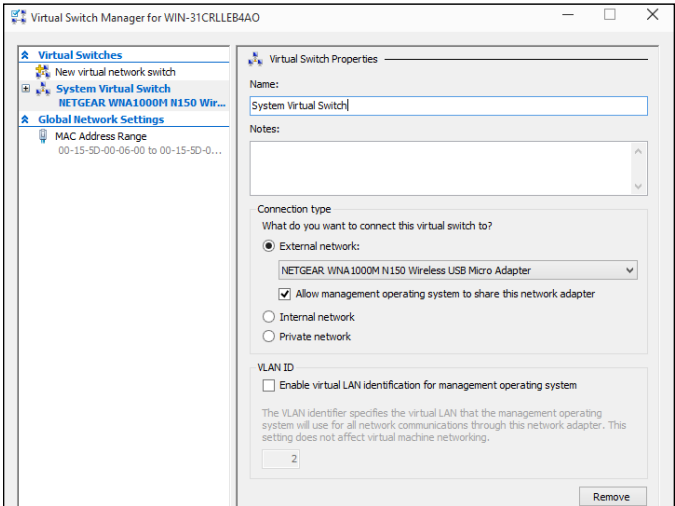 Virtual Switch Manager for WIN-31CRLLEB4AO
Virtual Switches
New virtual network switch
System Virtual Switch
NETGEAR WNA1000M N150 Wir...
Global Network Settings
MAC Address Range
00-15-5D-00-06-00 to 00-15-5D-0...
Virtual Switch Properties
Name:
System Virtual Switch
Notes:
Connection type
What do you want to connect this virtual switch to?
External network:
NETGEAR WNA1000M N150 Wireless USB Micro Adapter
Allow management operating system to share this network adapter
Internal network
Private network
VLAN ID
Enable virtual LAN identification for management operating system
The VLAN identifier specifies the virtual LAN that the management operating
system will use for all network communications through this network adapter. This
setting does not affect virtual machine networking.
2
Remove